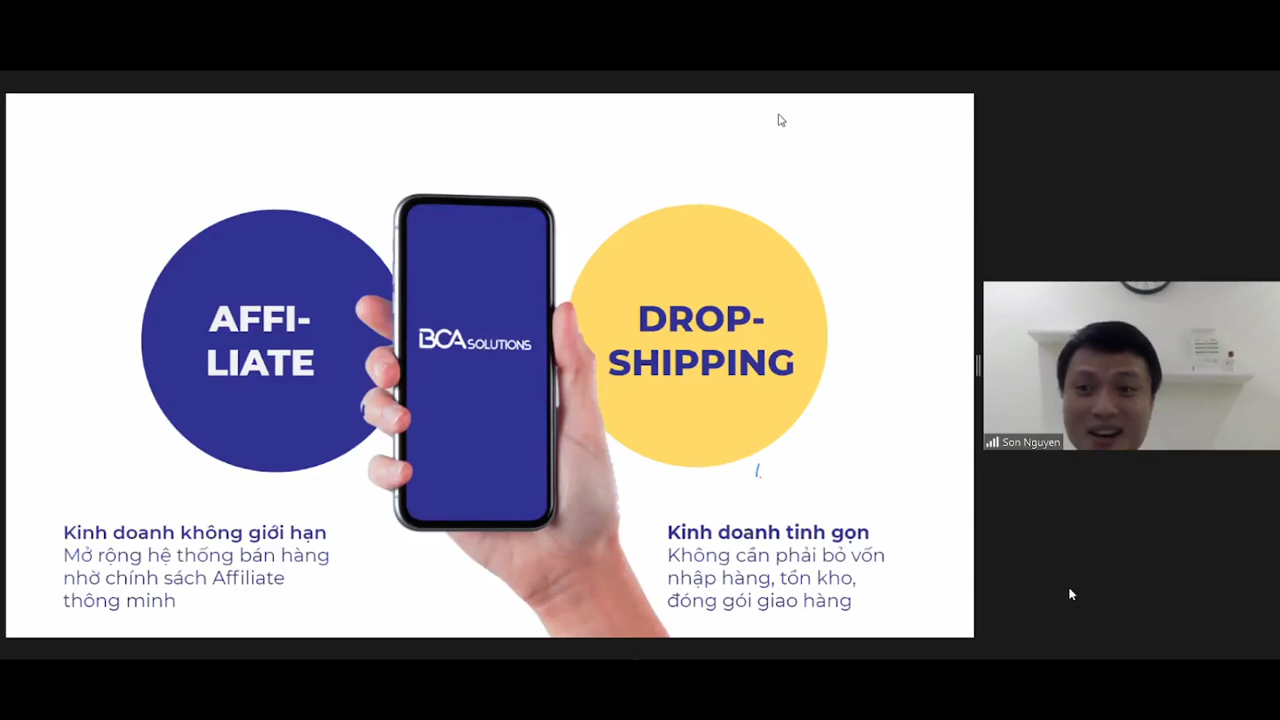 AFFI-
LIATE
BCA SOLUTIONS
DROP-
SHIPPING
Kinh doanh không giới hạn
Mở rộng hệ thống bán hàng
nhờ chính sách Affiliate
thông minh
Kinh doanh tinh gọn
Không cần phải bỏ vốn
nhập hàng, tồn kho,
đóng gói giao hàng
Son Nguyen